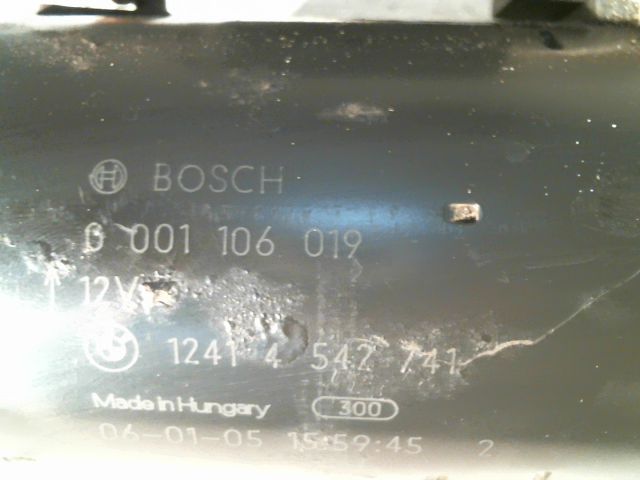 BOSCH
0 001 106 019
12V
1241 4 542 741
Made in Hungary 300
06-01-05 15:59:45 2